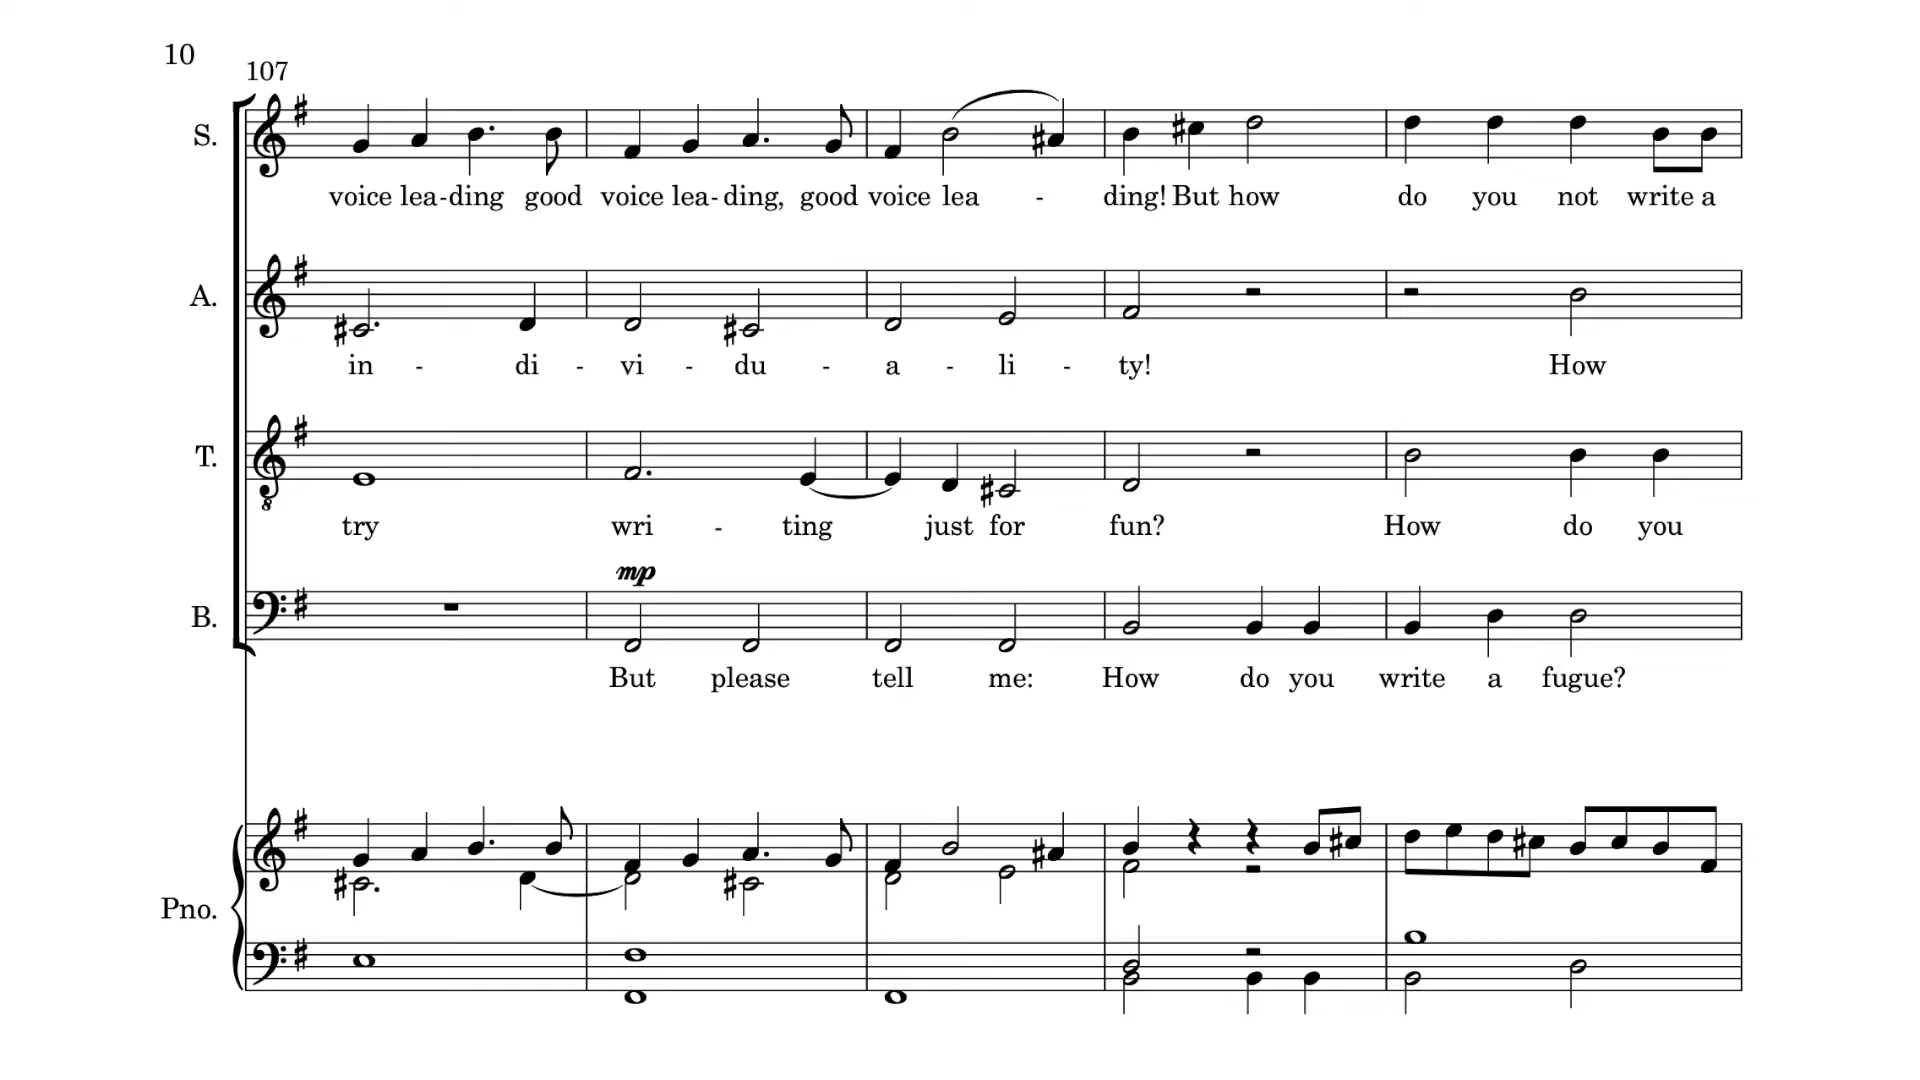 10
107
S.
voice lea-ding good voice lea-ding, good voice lea - ding! But how do you not write a
A.
in - di - vi - du - a - li - ty! How
T.
try wri - ting just for fun? How do you
mp
B.
But please tell me: How do you write a fugue?
Pno.